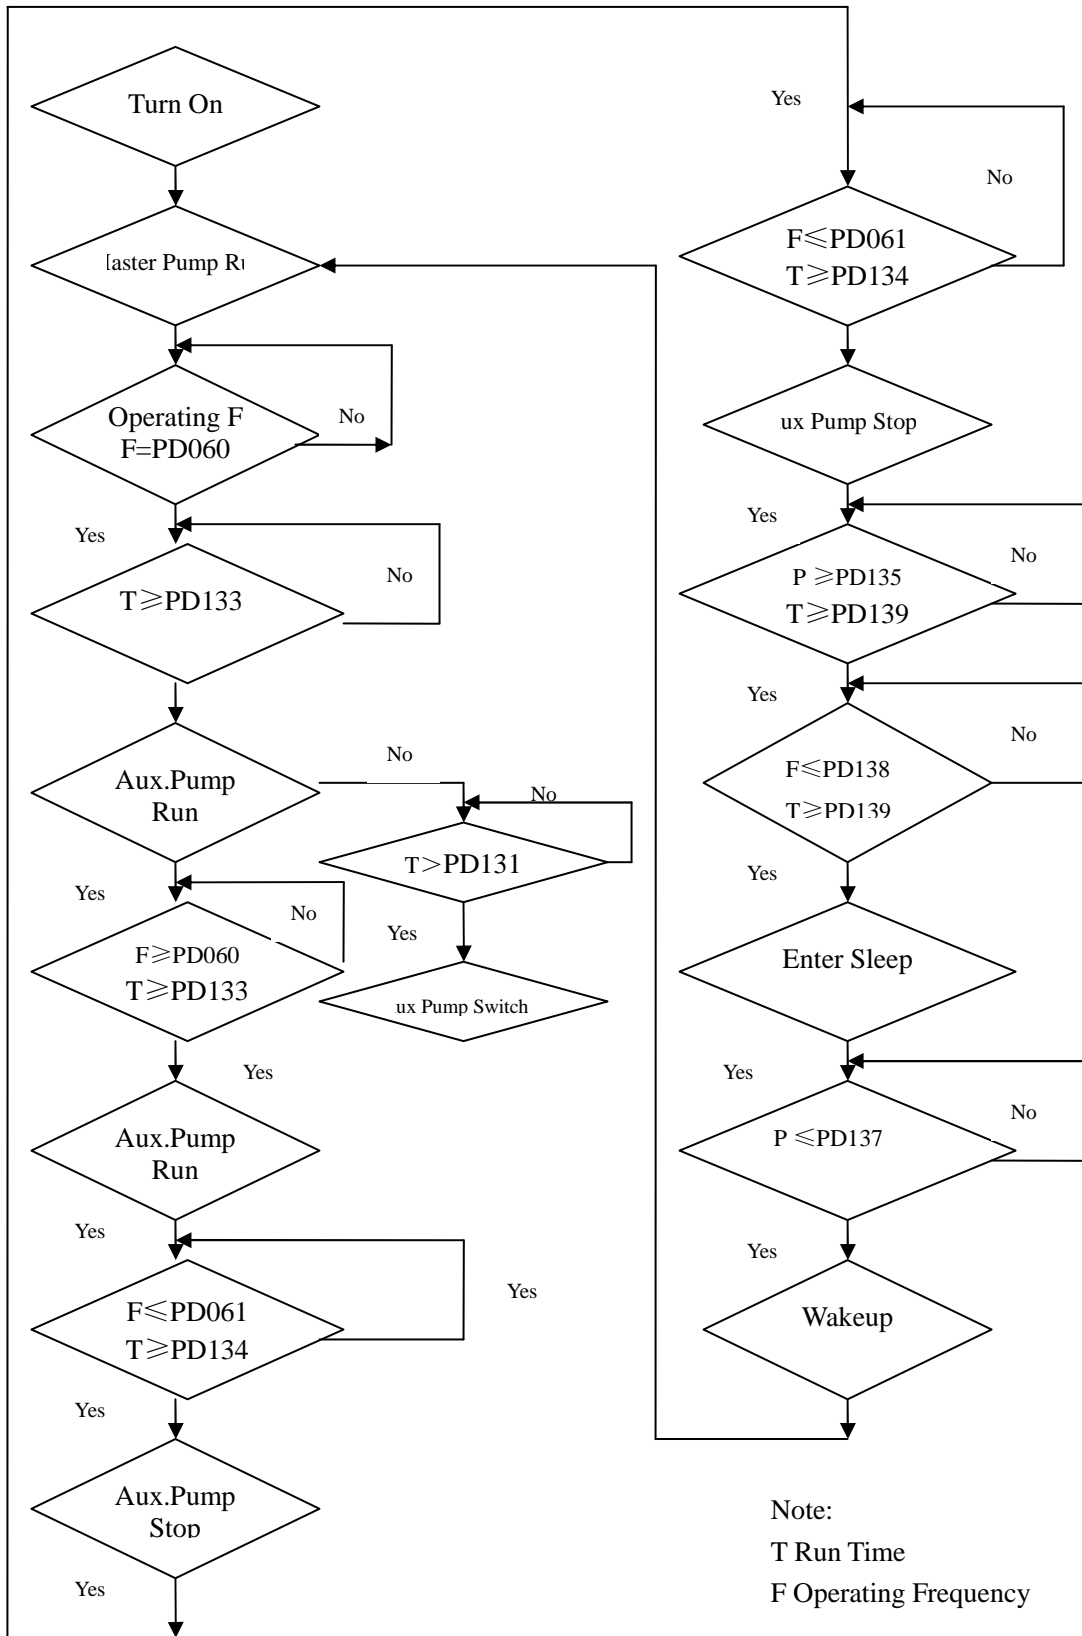 Turn On
Master Pump Ru
Operating F
F=PD060
No
Yes
T≥PD133
No
Aux.Pump
Run
No
No
T>PD131
Yes
ux Pump Switch
Yes
No
F≥PD060
T≥PD133
Yes
Aux.Pump
Run
Yes
F≤PD061
T≥PD134
Yes
Yes
Aux.Pump
Stop
Yes
Yes
No
F≤PD061
T≥PD134
ux Pump Stop
Yes
No
P ≥PD135
T≥PD139
Yes
No
F≤PD138
T≥PD139
Yes
Enter Sleep
Yes
No
P ≤PD137
Yes
Wakeup
Note:
T Run Time
F Operating Frequency